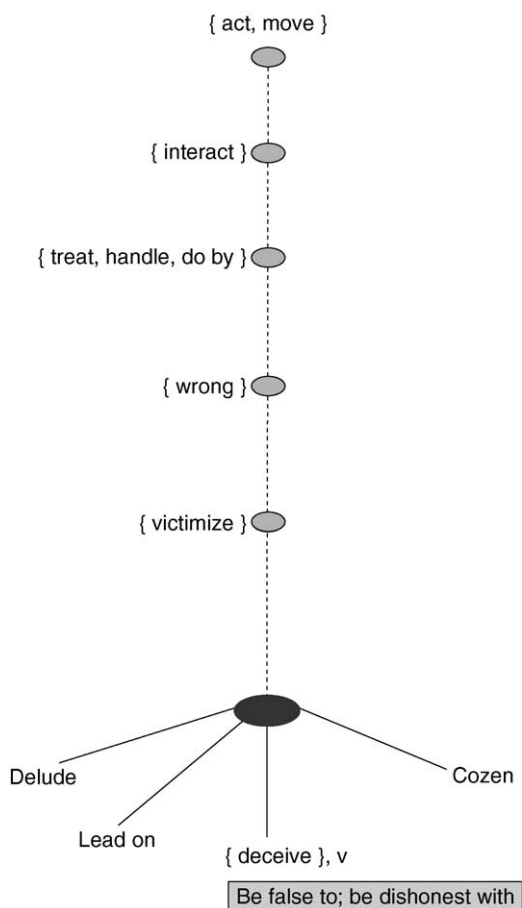 { act, move }
{ interact }
{ treat, handle, do by }
{ wrong }
{ victimize }
Delude
Cozen
Lead on
{ deceive }, v
Be false to; be dishonest with